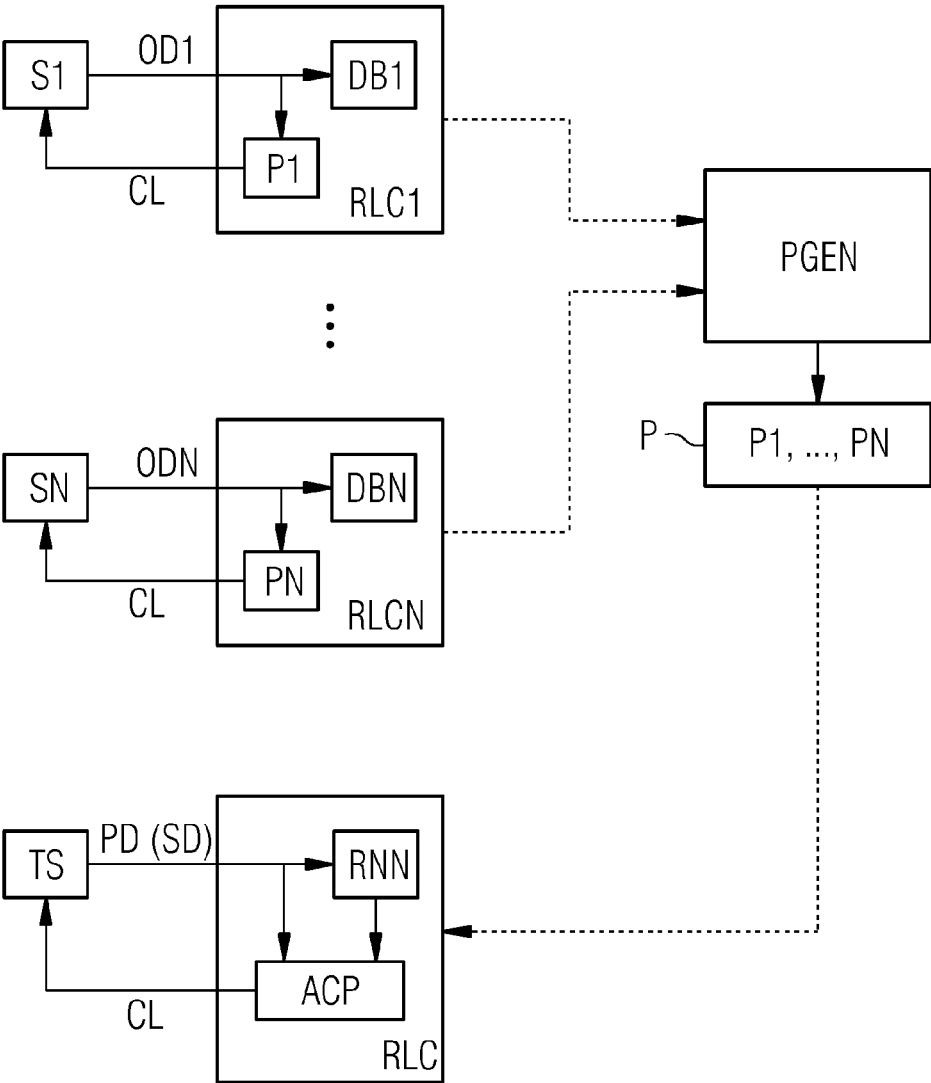 OD1
S1
DB1
P1
CL
RLC1
PGEN
P
P1, ..., PN
ODN
SN
DBN
PN
CL
RLCN
PD (SD)
TS
RNN
ACP
CL
RLC